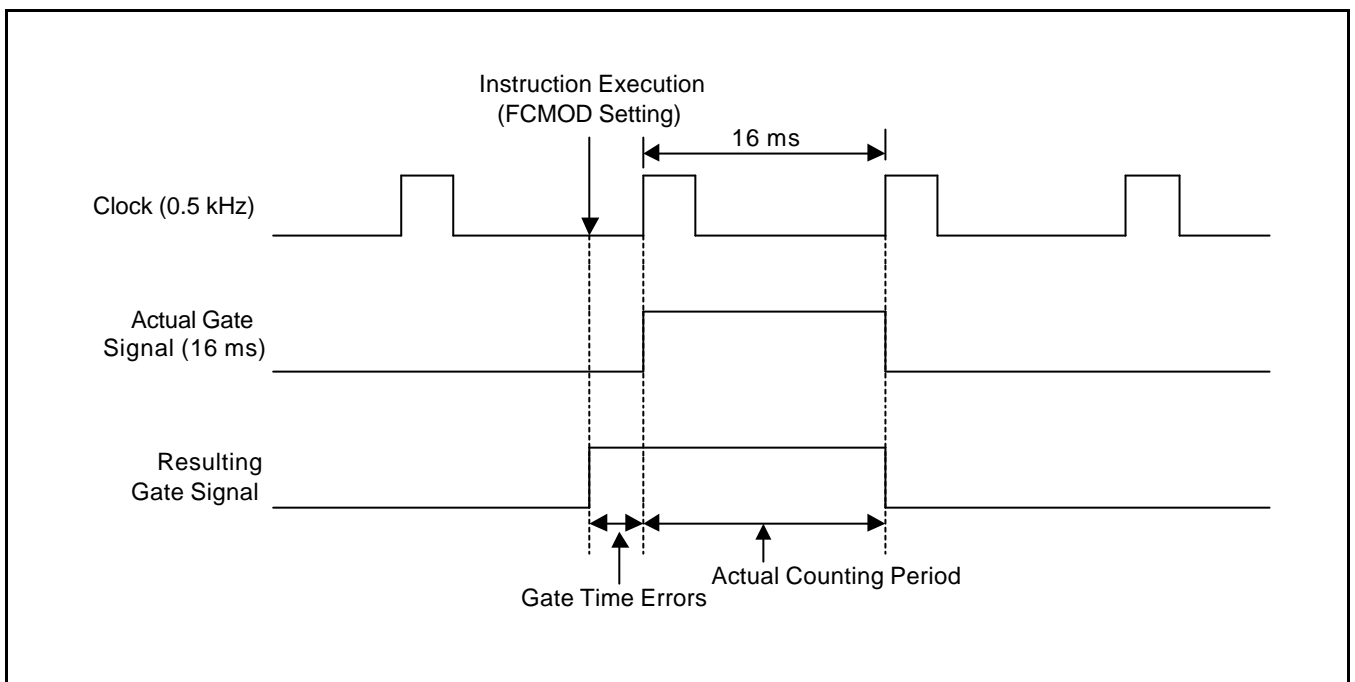 Instruction Execution
(FCMOD Setting)
16 ms
Clock (0.5 kHz)
Actual Gate
Signal (16 ms)
Resulting
Gate Signal
Actual Counting Period
Gate Time Errors